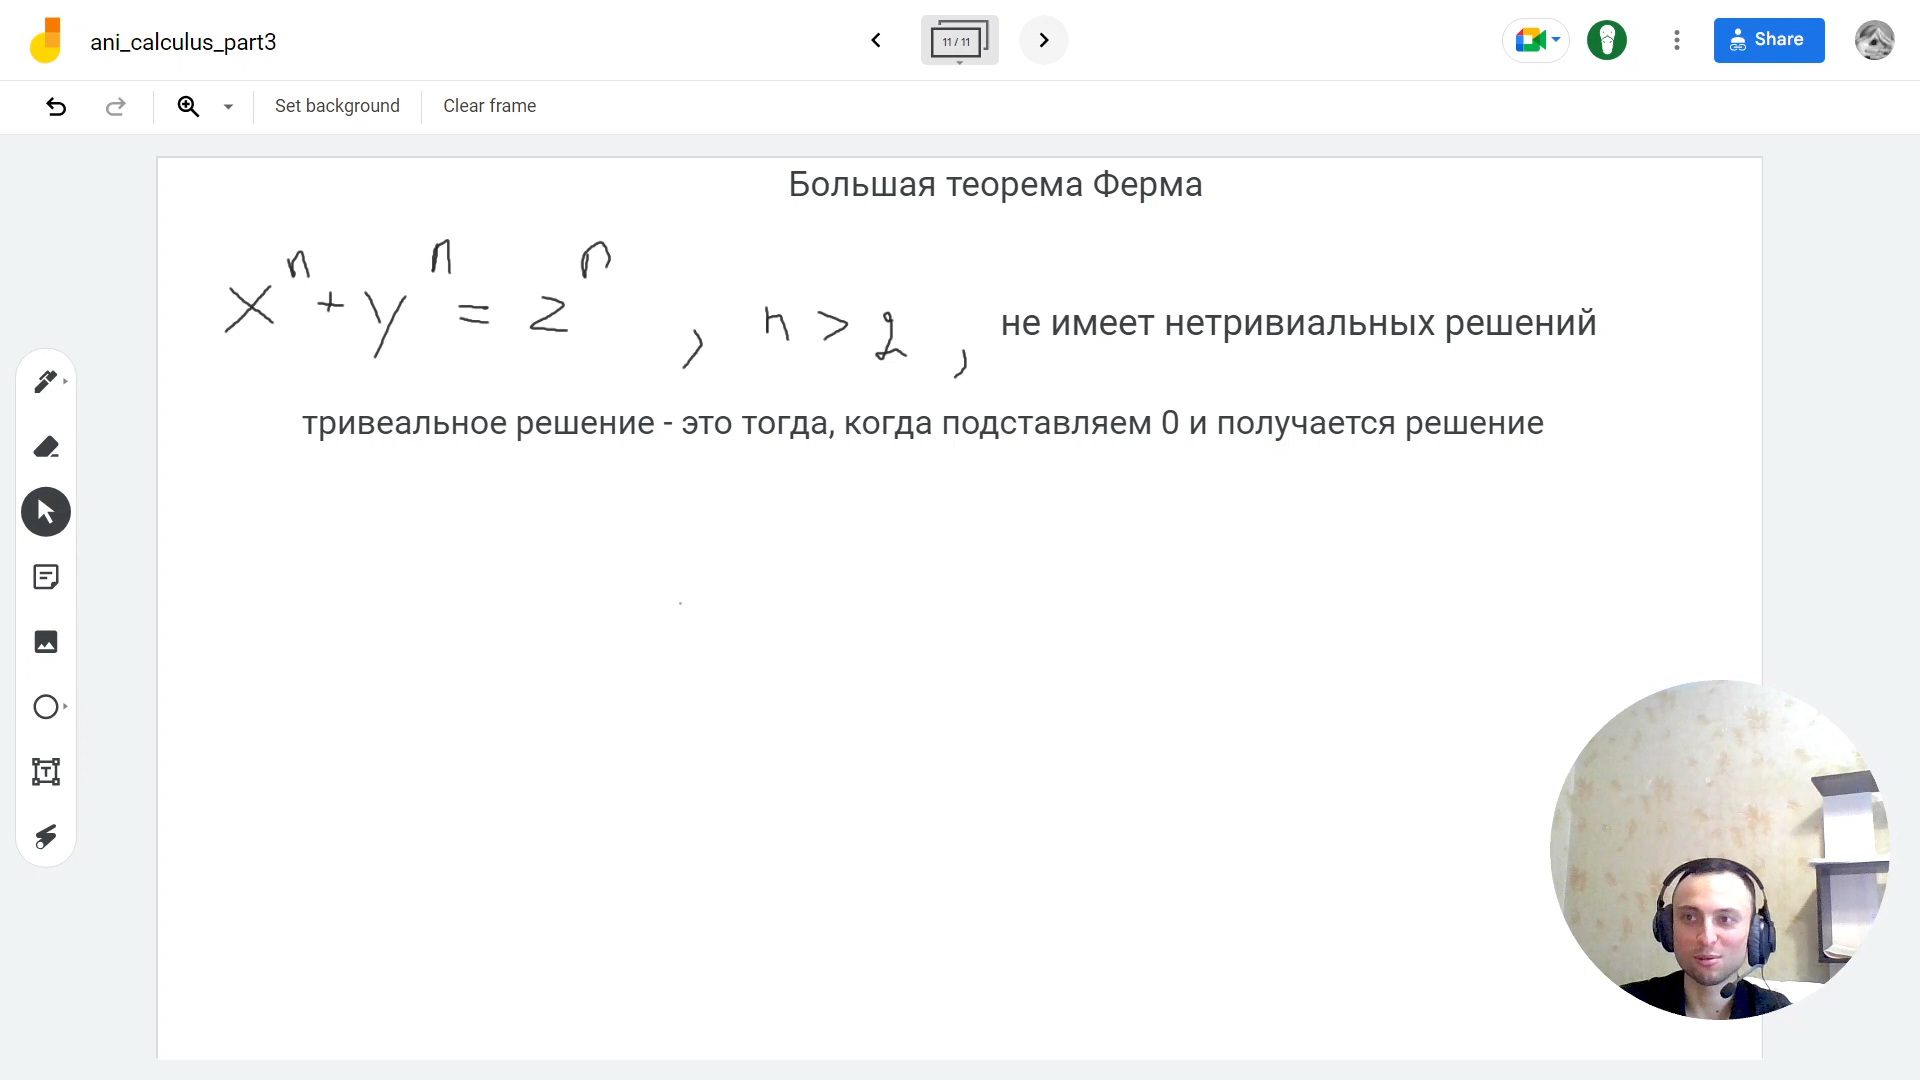 ani_calculus_part3
11 / 11
Share
Set background
Clear frame
Большая теорема Ферма
xⁿ + yⁿ = zⁿ , n > 2 , не имеет нетривиальных решений
тривеальное решение - это тогда, когда подставляем 0 и получается решение